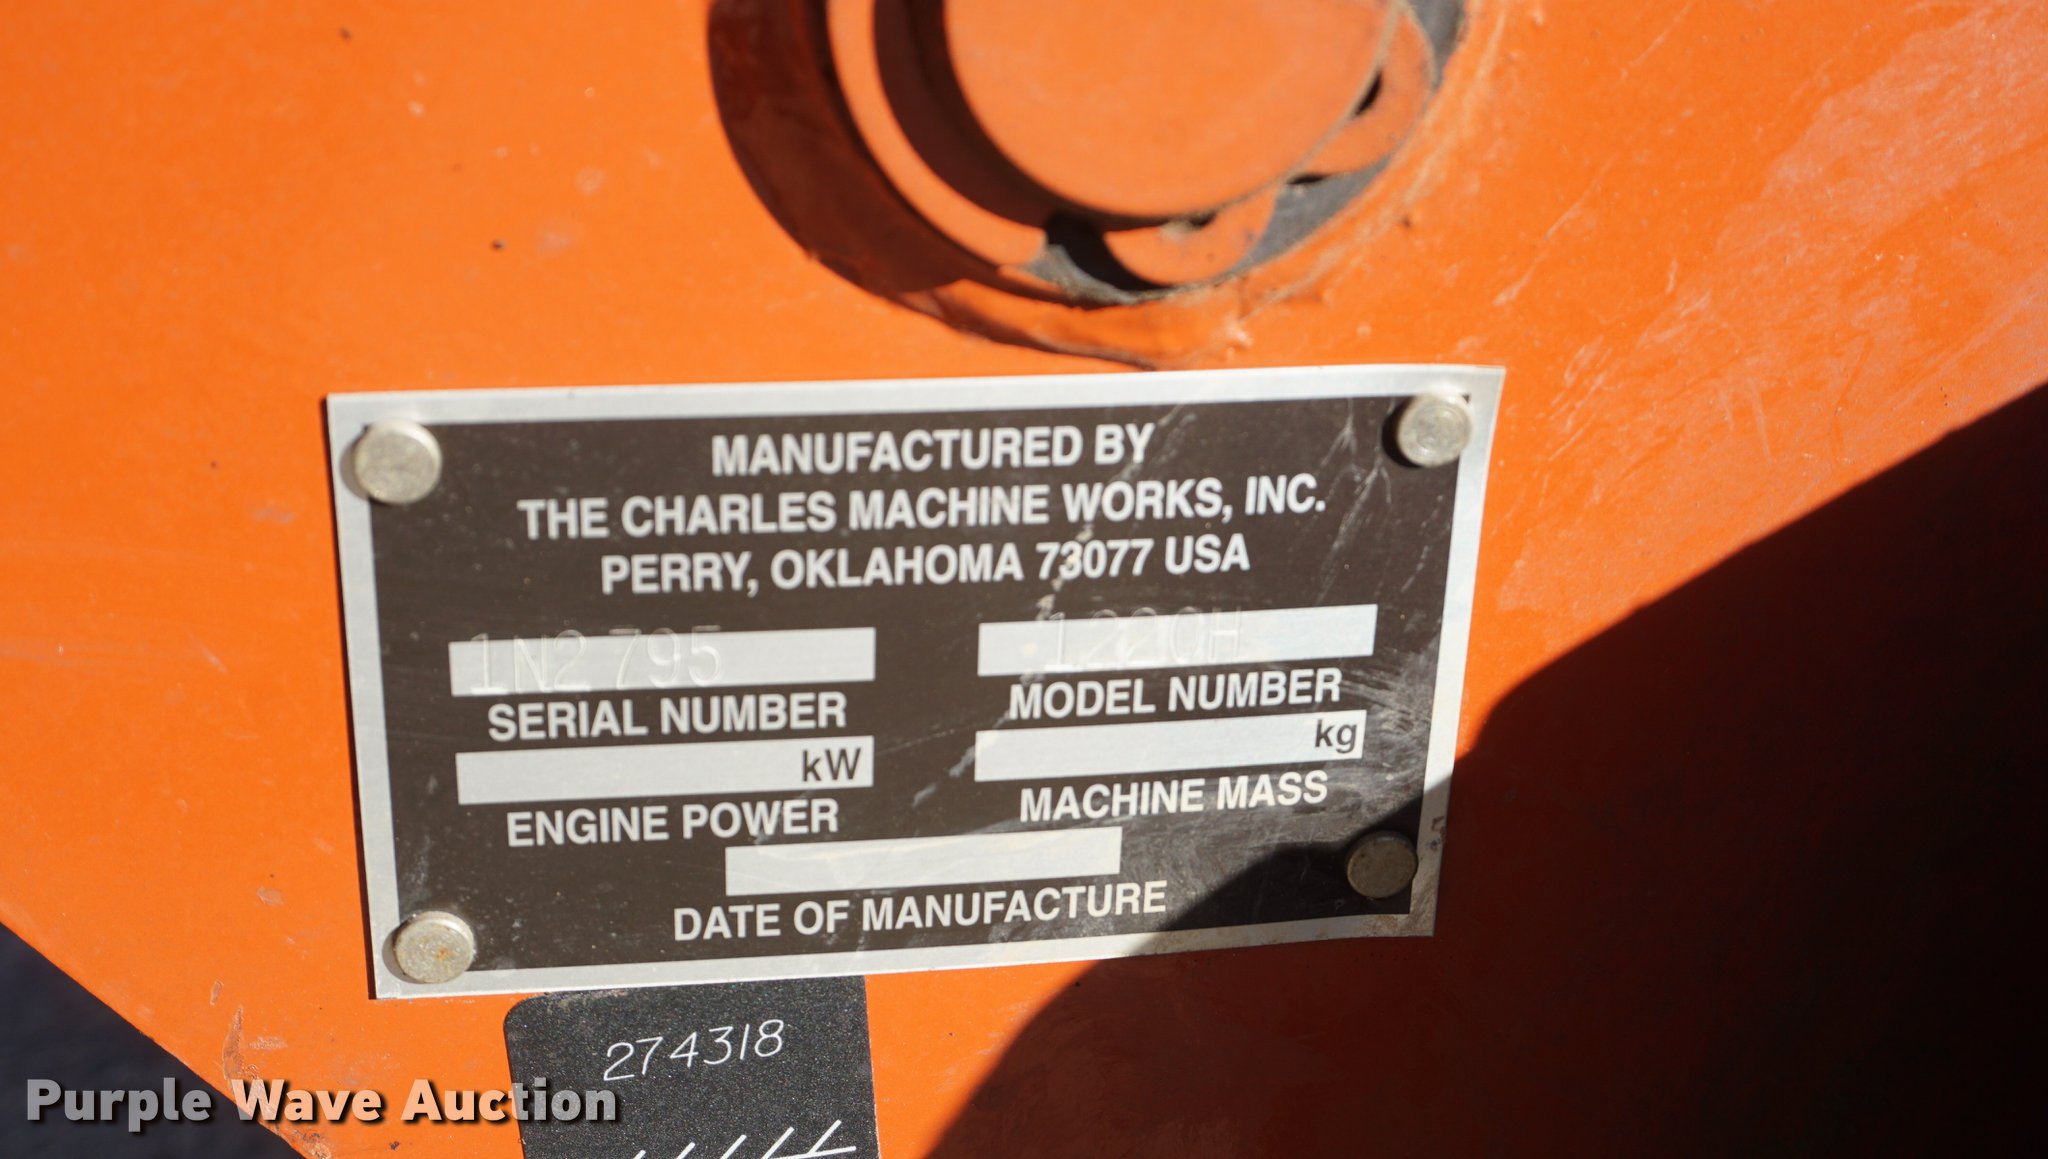 MANUFACTURED BY
THE CHARLES MACHINE WORKS, INC.
PERRY, OKLAHOMA 73077 USA
1N2795 1220H
SERIAL NUMBER MODEL NUMBER
kW kg
ENGINE POWER MACHINE MASS
DATE OF MANUFACTURE
274318
Purple Wave Auction